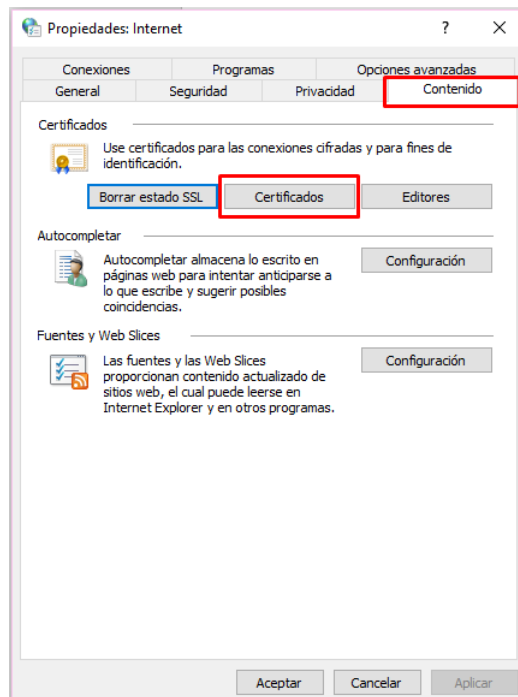 Propiedades: Internet
Conexiones Programas Opciones avanzadas
General Seguridad Privacidad Contenido
Certificados
Use certificados para las conexiones cifradas y para fines de
identificación.
Borrar estado SSL Certificados Editores
Autocompletar
Autocompletar almacena lo escrito en
páginas web para intentar anticiparse a
lo que escribe y sugerir posibles
coincidencias.
Configuración
Fuentes y Web Slices
Las fuentes y las Web Slices
proporcionan contenido actualizado de
sitios web, el cual puede leerse en
Internet Explorer y en otros programas.
Configuración
Aceptar Cancelar Aplicar